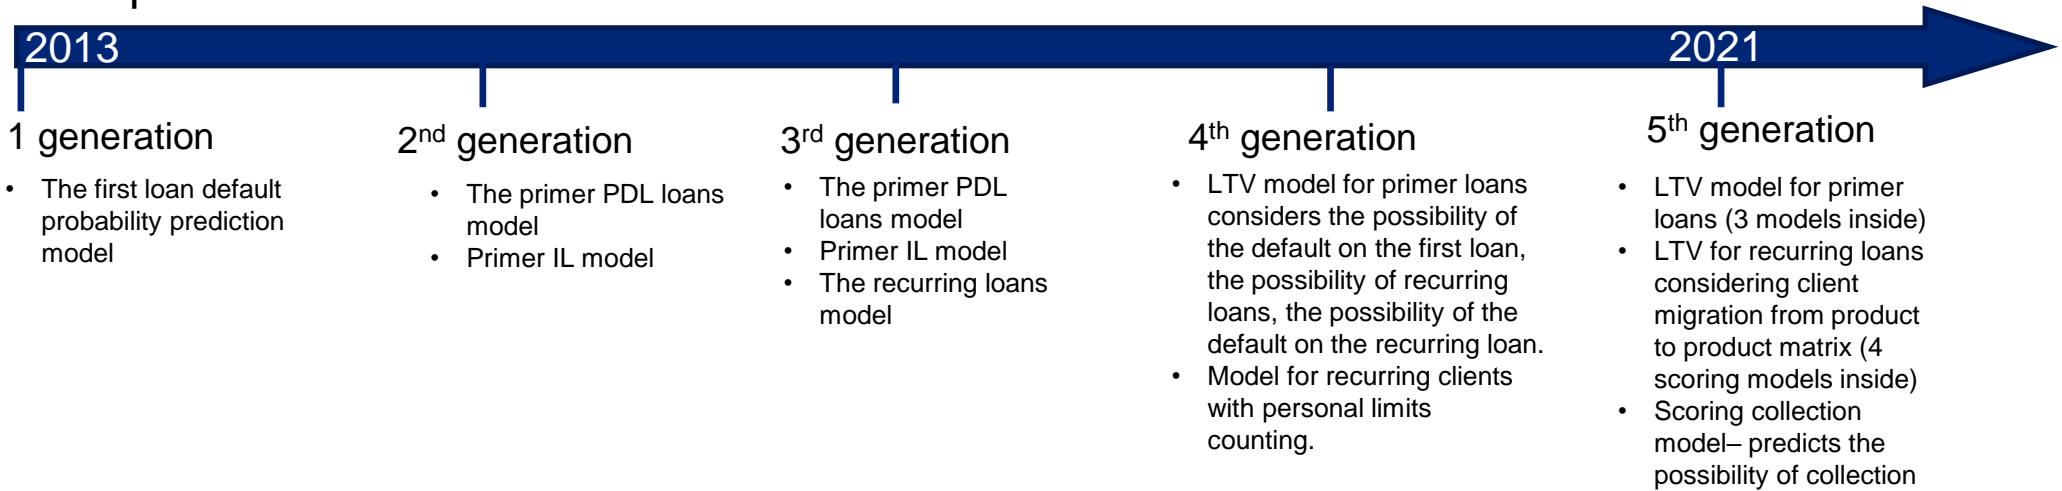 2013
2021
1 generation
• The first loan default
probability prediction
model
2nd generation
• The primer PDL loans
model
• Primer IL model
3rd generation
• The primer PDL
loans model
• Primer IL model
• The recurring loans
model
4th generation
• LTV model for primer loans
considers the possibility of
the default on the first loan,
the possibility of recurring
loans, the possibility of the
default on the recurring loan.
• Model for recurring clients
with personal limits
counting.
5th generation
• LTV model for primer
loans (3 models inside)
• LTV for recurring loans
considering client
migration from product
to product matrix (4
scoring models inside)
• Scoring collection
model– predicts the
possibility of collection